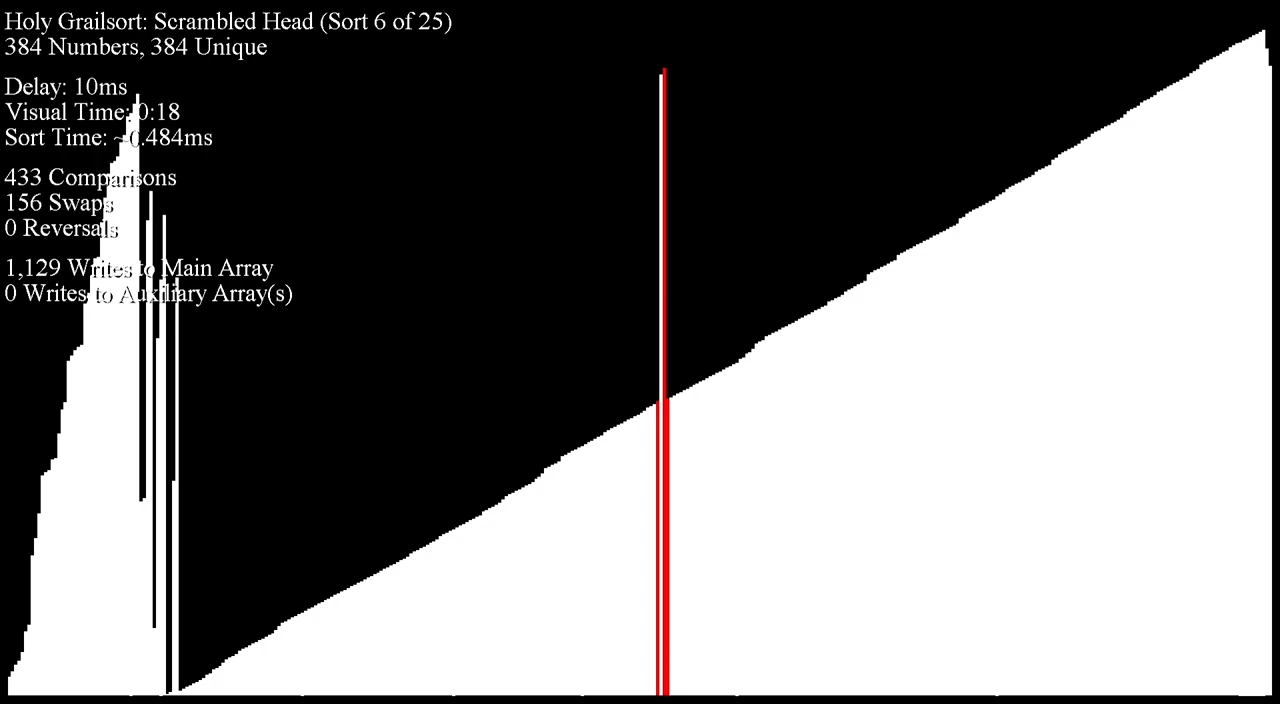 Holy Grailsort: Scrambled Head (Sort 6 of 25)
384 Numbers, 384 Unique
Delay: 10ms
Visual Time: 0:18
Sort Time: ~0.484ms
433 Comparisons
156 Swaps
0 Reversals
1,129 Writes to Main Array
0 Writes to Auxiliary Array(s)